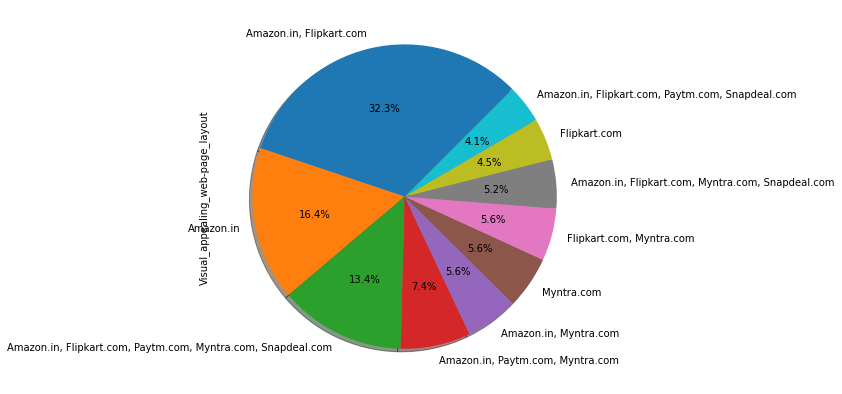 Amazon.in, Flipkart.com
32.3%
Amazon.in, Flipkart.com, Paytm.com, Snapdeal.com
4.1%
Flipkart.com
4.5%
Amazon.in, Flipkart.com, Myntra.com, Snapdeal.com
5.2%
Flipkart.com, Myntra.com
5.6%
Myntra.com
5.6%
Amazon.in, Myntra.com
5.6%
Amazon.in, Paytm.com, Myntra.com
7.4%
Amazon.in, Flipkart.com, Paytm.com, Myntra.com, Snapdeal.com
13.4%
Amazon.in
16.4%
Visual_appealing_web-page_layout